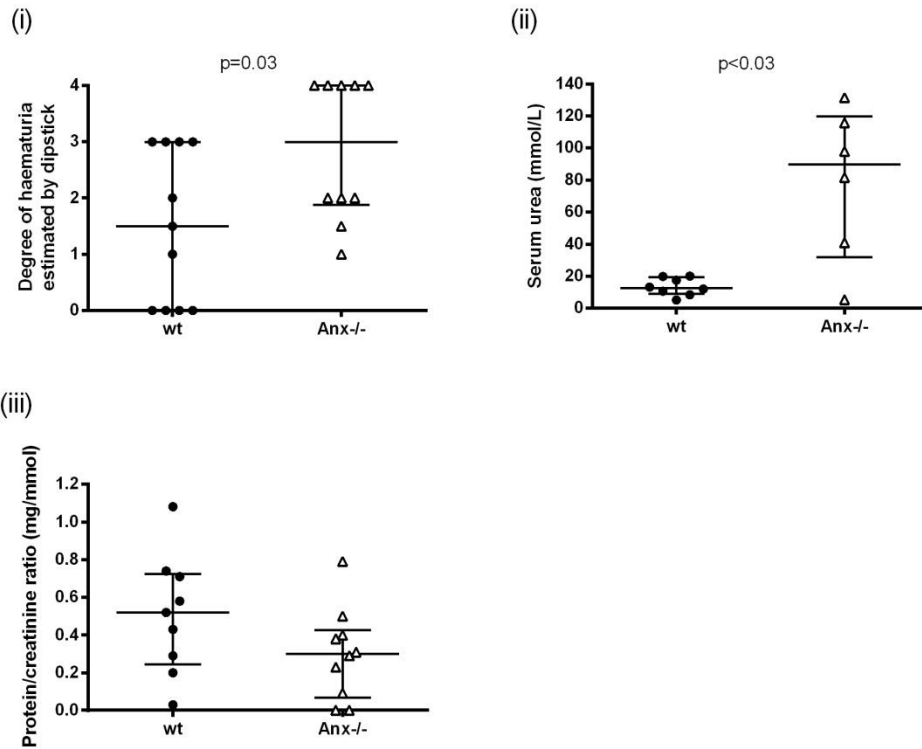 (i)
p=0.03
Degree of haematuria
estimated by dipstick
4
3
2
1
0
wt
Anx-/-
(ii)
p<0.03
Serum urea (mmol/L)
140
120
100
80
60
40
20
0
wt
Anx-/-
(iii)
Protein/creatinine ratio (mg/mmol)
1.2
1.0
0.8
0.6
0.4
0.2
0.0
wt
Anx-/-